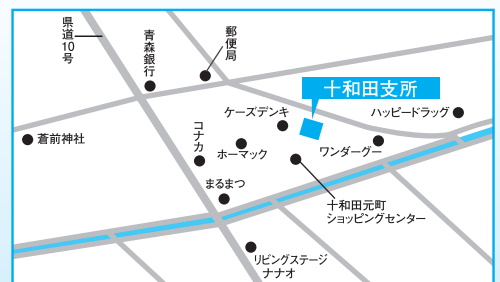 県道10号
青森銀行
郵便局
十和田支所
ケーズデンキ
ハッピードラッグ
コナカ
ホーマック
ワンダーグー
蒼前神社
まるまつ
十和田元町
ショッピングセンター
リビングステージ
ナナオ